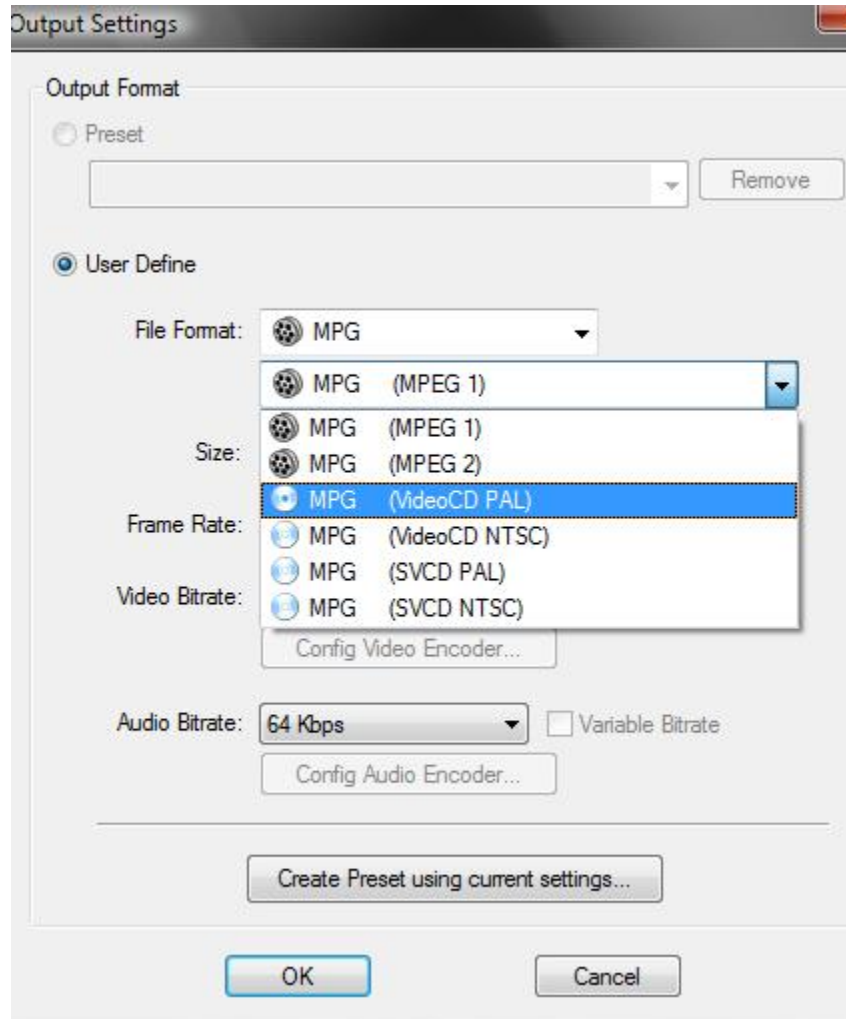 Output Settings
Output Format
Preset
Remove
User Define
File Format: MPG
MPG (MPEG 1)
MPG (MPEG 1)
Size: MPG (MPEG 2)
MPG (VideoCD PAL)
Frame Rate: MPG (VideoCD NTSC)
MPG (SVCD PAL)
Video Bitrate: MPG (SVCD NTSC)
Config Video Encoder...
Audio Bitrate: 64 Kbps Variable Bitrate
Config Audio Encoder...
Create Preset using current settings...
OK Cancel